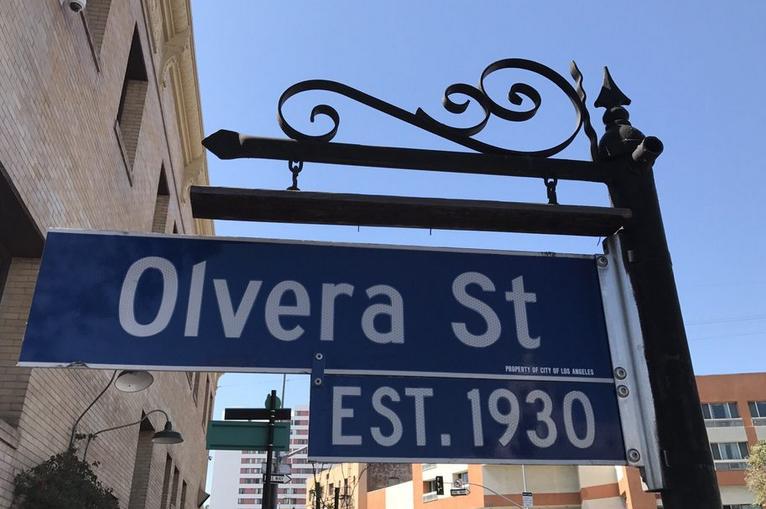 Olvera St
PROPERTY OF CITY OF LOS ANGELES
EST. 1930